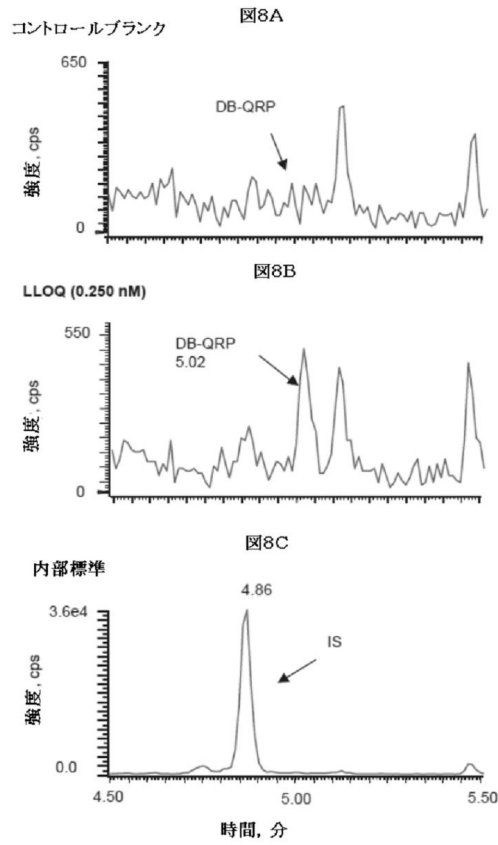 図8A
コントロールブランク
650
DB-QRP
強度, cps
0
図8B
LLOQ (0.250 nM)
550
DB-QRP
5.02
強度, cps
0
図8C
内部標準
4.86
3.6e4
IS
強度, cps
0.0
4.50 5.00 5.50
時間, 分